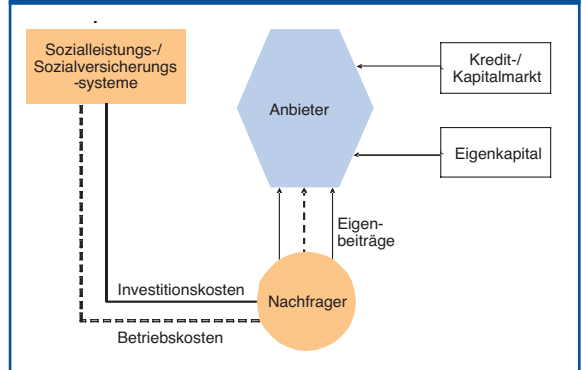 Sozialleistungs-/
Sozialversicherungs
-systeme
Anbieter
Kredit-/
Kapitalmarkt
Eigenkapital
Eigen-
beiträge
Investitionskosten
Nachfrager
Betriebskosten